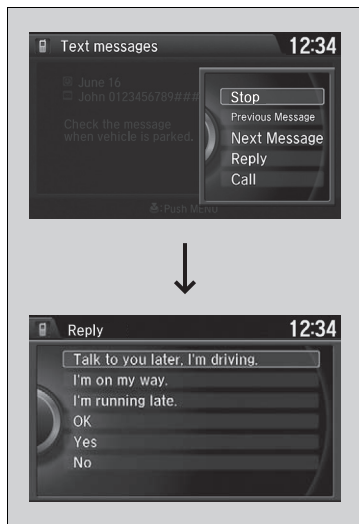 Text messages 12:34
June 16
John 0123456789###
Check the message
when vehicle is parked.
Stop
Previous Message
Next Message
Reply
Call
:Push MENU
Reply 12:34
Talk to you later, I'm driving.
I'm on my way.
I'm running late.
OK
Yes
No